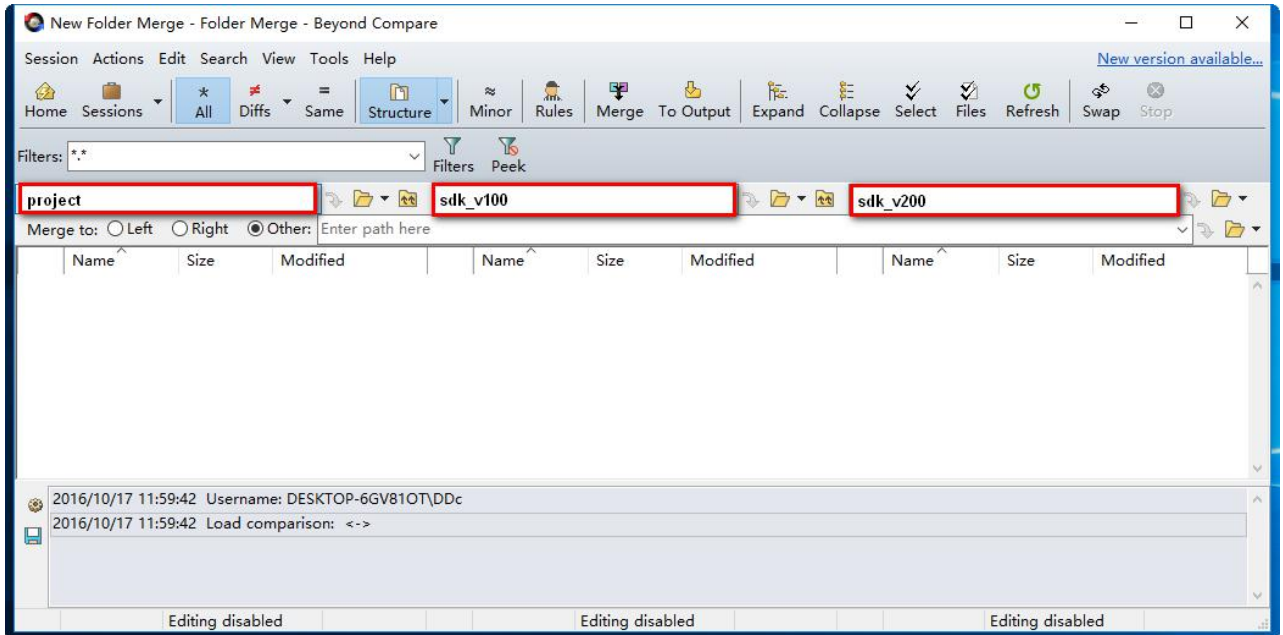 New Folder Merge - Folder Merge - Beyond Compare
Session Actions Edit Search View Tools Help New version available...
Home Sessions All Diffs Same Structure Minor Rules Merge To Output Expand Collapse Select Files Refresh Swap Stop
Filters: *.* Filters Peek
project sdk_v100 sdk_v200
Merge to: Left Right Other: Enter path here
Name Size Modified Name Size Modified Name Size Modified
2016/10/17 11:59:42 Username: DESKTOP-6GV81OT\DDc
2016/10/17 11:59:42 Load comparison: <->
Editing disabled Editing disabled Editing disabled